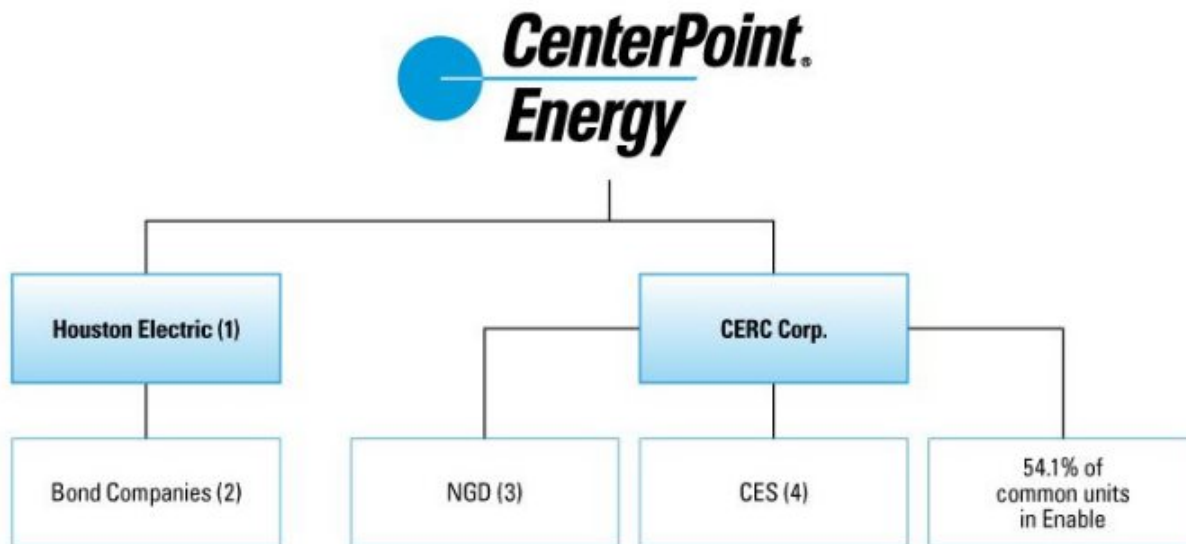 CenterPoint®
Energy
Houston Electric (1)
CERC Corp.
Bond Companies (2)
NGD (3)
CES (4)
54.1% of
common units
in Enable